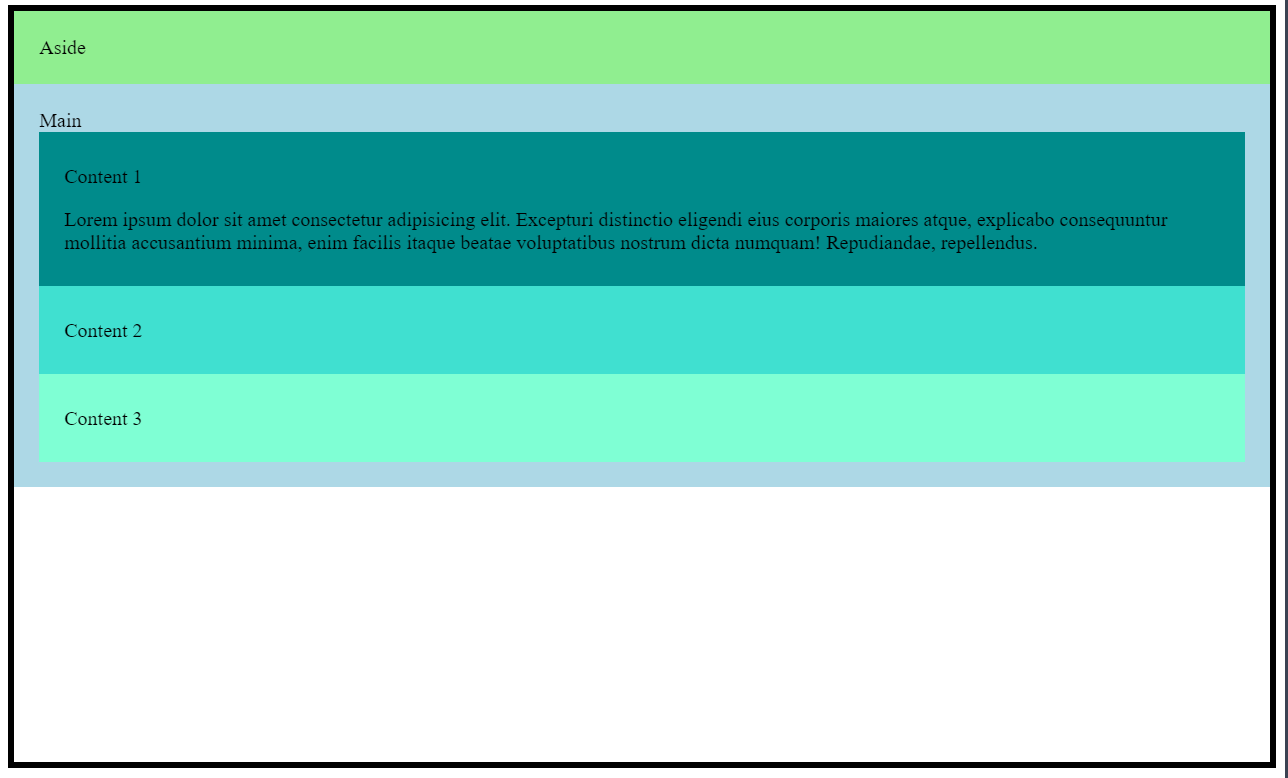 Aside
Main
Content 1
Lorem ipsum dolor sit amet consectetur adipisicing elit. Excepturi distinctio eligendi eius corporis maiores atque, explicabo consequuntur
mollitia accusantium minima, enim facilis itaque beatae voluptatibus nostrum dicta numquam! Repudiandae, repellendus.
Content 2
Content 3